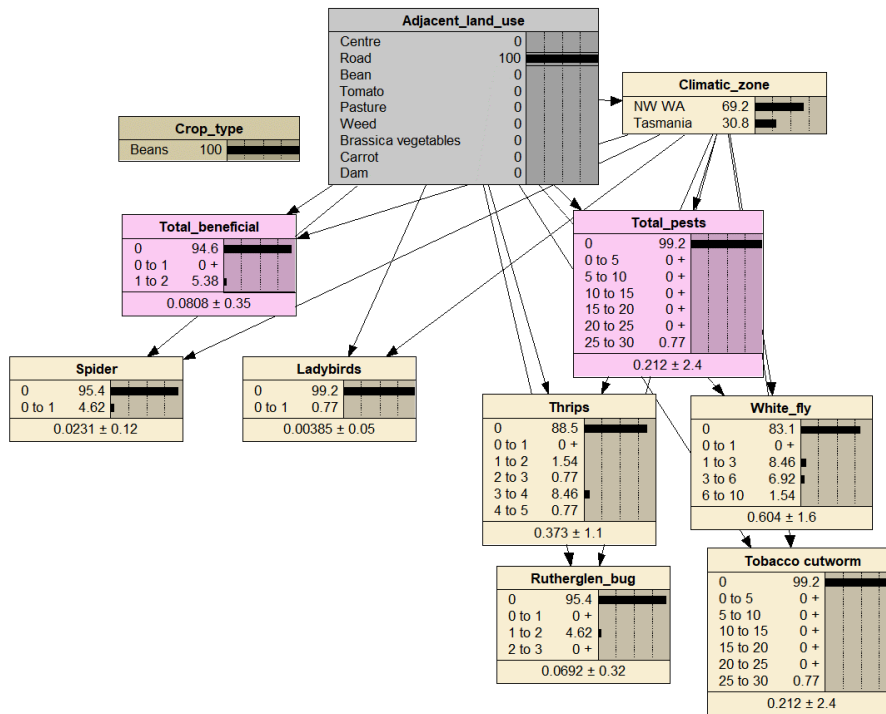 Adjacent_land_use
Centre 0
Road 100
Bean 0
Tomato 0
Pasture 0
Weed 0
Brassica vegetables 0
Carrot 0
Dam 0
Climatic_zone
NW WA 69.2
Tasmania 30.8
Crop_type
Beans 100
Total_beneficial
0 94.6
0 to 1 0 +
1 to 2 5.38
0.0808 ± 0.35
Total_pests
0 99.2
0 to 5 0 +
5 to 10 0 +
10 to 15 0 +
15 to 20 0 +
20 to 25 0 +
25 to 30 0.77
0.212 ± 2.4
Spider
0 95.4
0 to 1 4.62
0.0231 ± 0.12
Ladybirds
0 99.2
0 to 1 0.77
0.00385 ± 0.05
Thrips
0 88.5
0 to 1 0 +
1 to 2 1.54
2 to 3 0.77
3 to 4 8.46
4 to 5 0.77
0.373 ± 1.1
White_fly
0 83.1
0 to 1 0 +
1 to 3 8.46
3 to 6 6.92
6 to 10 1.54
0.604 ± 1.6
Rutherglen_bug
0 95.4
0 to 1 0 +
1 to 2 4.62
2 to 3 0 +
0.0692 ± 0.32
Tobacco cutworm
0 99.2
0 to 5 0 +
5 to 10 0 +
10 to 15 0 +
15 to 20 0 +
20 to 25 0 +
25 to 30 0.77
0.212 ± 2.4